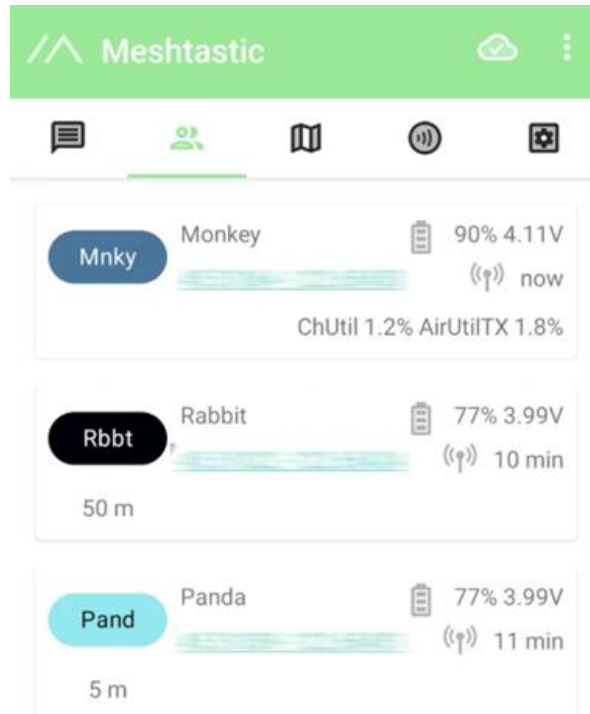 Meshtastic
Mnky Monkey 90% 4.11V
now
ChUtil 1.2% AirUtilTX 1.8%
Rbbt Rabbit 77% 3.99V
10 min
50 m
Pand Panda 77% 3.99V
11 min
5 m